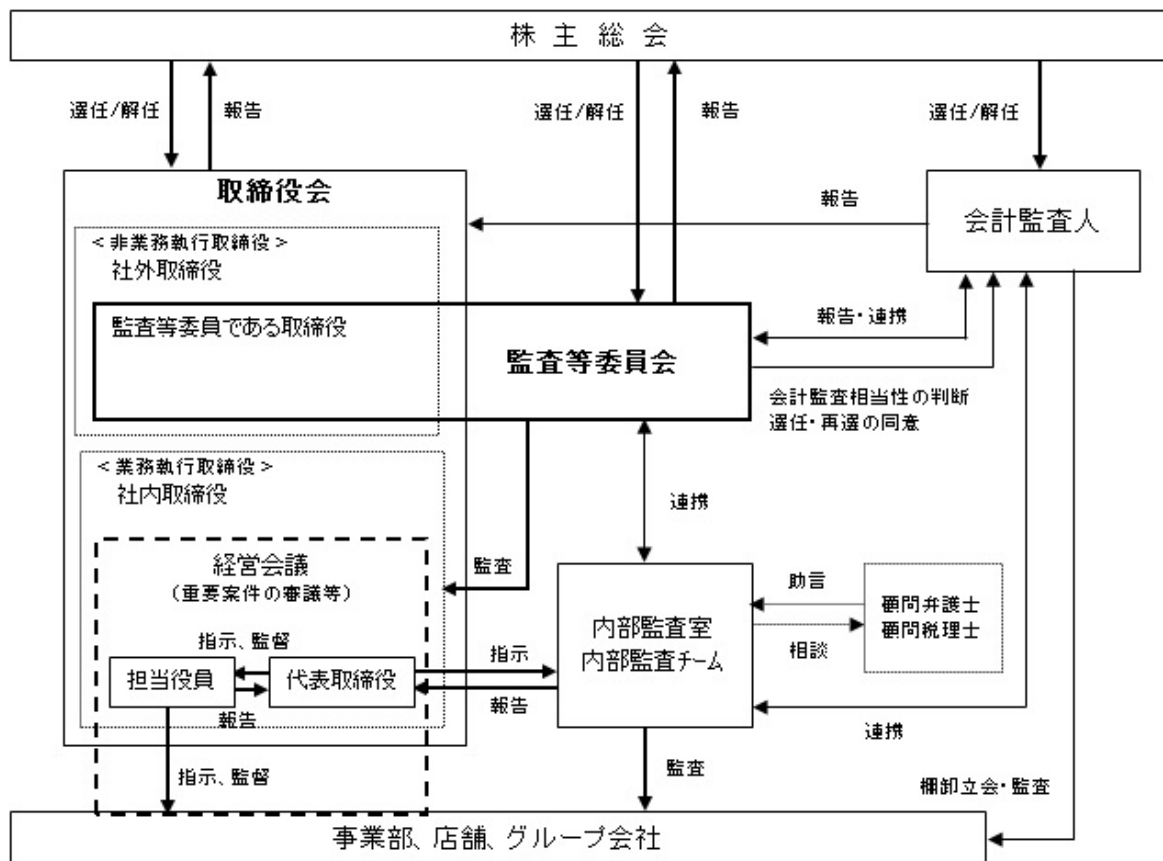 株主総会
選任/解任
報告
選任/解任
報告
選任/解任
取締役会
報告
会計監査人
<非業務執行取締役>
社外取締役
監査等委員である取締役
監査等委員会
報告・連携
会計監査相当性の判断
選任・再選の同意
<業務執行取締役>
社内取締役
連携
経営会議
(重要案件の審議等)
監査
内部監査室
内部監査チーム
助言
相談
顧問弁護士
顧問税理士
指示、監督
担当役員
代表取締役
報告
指示
報告
連携
指示、監督
監査
棚卸立会・監査
事業部、店舗、グループ会社